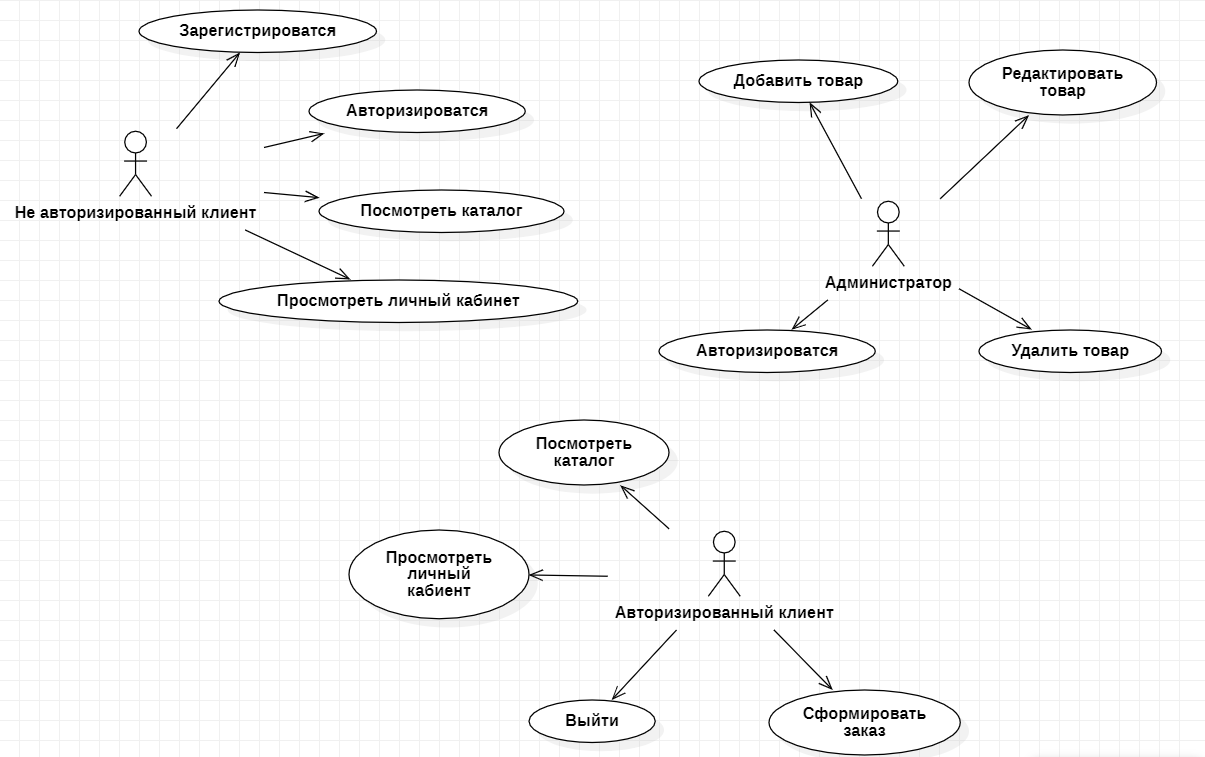 Зарегистрироватся
Авторизироватся
Не авторизированный клиент
Посмотреть каталог
Просмотреть личный кабинет
Добавить товар
Редактировать
товар
Администратор
Авторизироватся
Удалить товар
Посмотреть
каталог
Просмотреть
личный
кабиент
Авторизированный клиент
Выйти
Сформировать
заказ